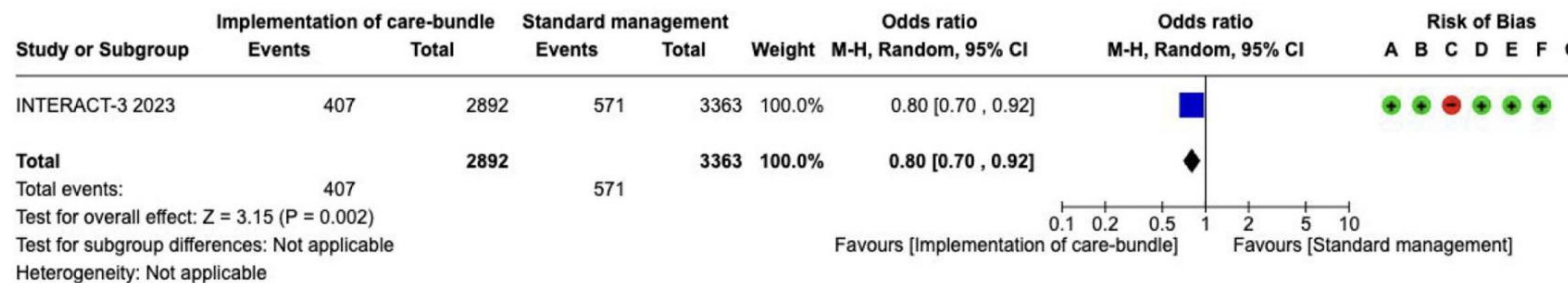 Implementation of care-bundle Standard management Odds ratio Odds ratio Risk of Bias
Study or Subgroup Events Total Events Total Weight M-H, Random, 95% CI M-H, Random, 95% CI A B C D E F
INTERACT-3 2023 407 2892 571 3363 100.0% 0.80 [0.70 , 0.92] + + − + + +
Total 2892 3363 100.0% 0.80 [0.70 , 0.92]
Total events: 407 571
Test for overall effect: Z = 3.15 (P = 0.002)
0.1 0.2 0.5 1 2 5 10
Test for subgroup differences: Not applicable Favours [Implementation of care-bundle] Favours [Standard management]
Heterogeneity: Not applicable